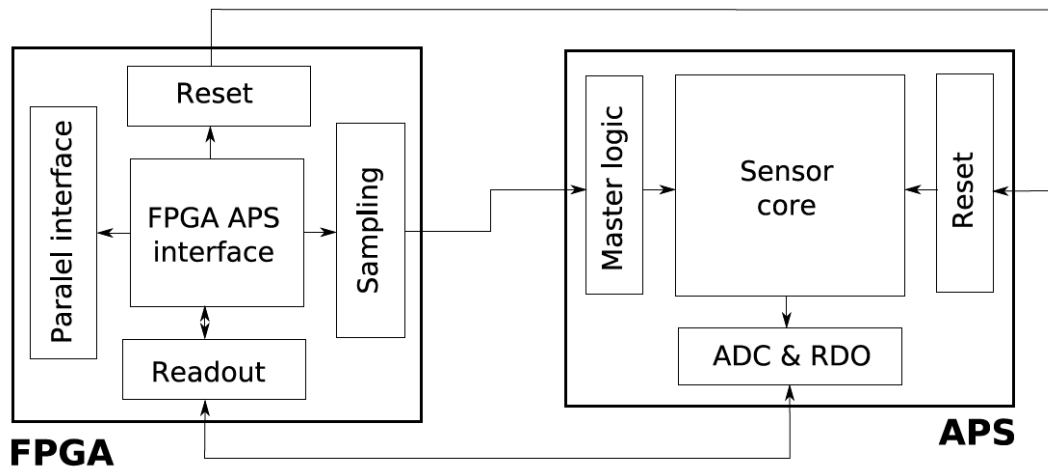 Reset
Paralel interface
FPGA APS
interface
Sampling
Readout
FPGA
Master logic
Sensor
core
Reset
ADC & RDO
APS